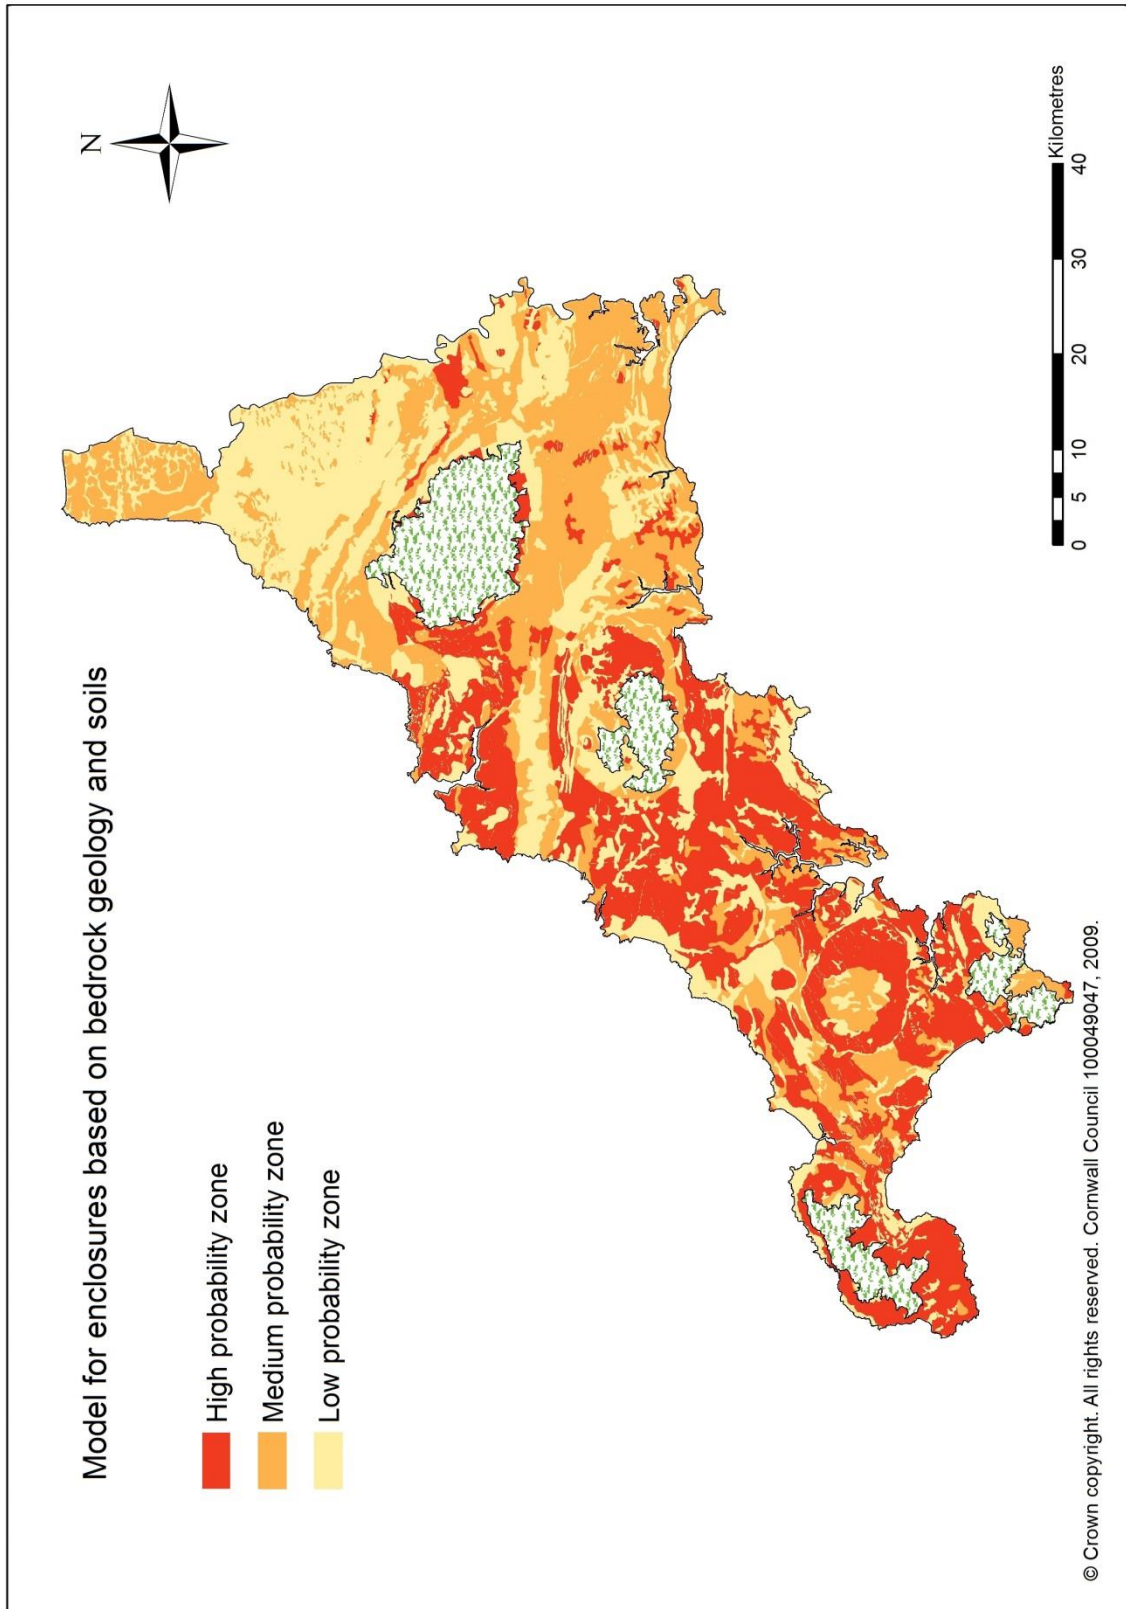 Model for enclosures based on bedrock geology and soils
N
High probability zone
Medium probability zone
Low probability zone
0 5 10 20 30 40
Kilometres
© Crown copyright. All rights reserved. Cornwall Council 100049047, 2009.